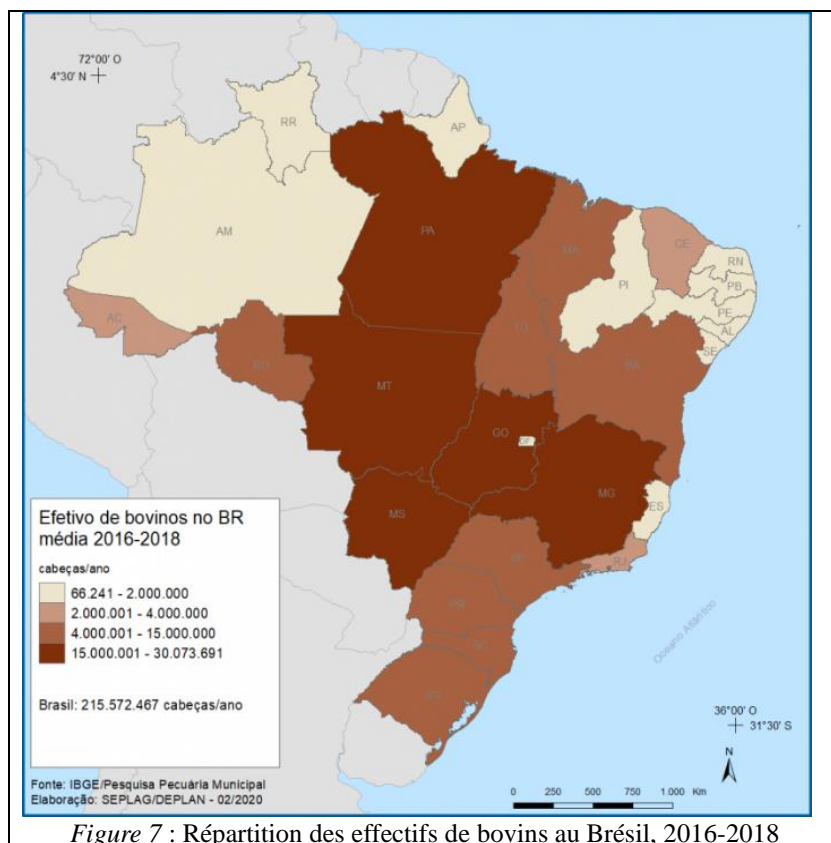 72°00' O
4°30' N
RR
AP
AM
PA
MA
CE
RN
PB
PE
AL
SE
PI
AC
TO
RO
BA
MT
GO
DF
MG
ES
MS
SP
RJ
PR
SC
RS
Oceano Atlântico
Efetivo de bovinos no BR
média 2016-2018
cabeças/ano
66.241 - 2.000.000
2.000.001 - 4.000.000
4.000.001 - 15.000.000
15.000.001 - 30.073.691
Brasil: 215.572.467 cabeças/ano
36°00' O
31°30' S
N
Fonte: IBGE/Pesquisa Pecuária Municipal
Elaboração: SEPLAG/DEPLAN - 02/2020
0 250 500 750 1.000 Km
Figure 7 : Répartition des effectifs de bovins au Brésil, 2016-2018